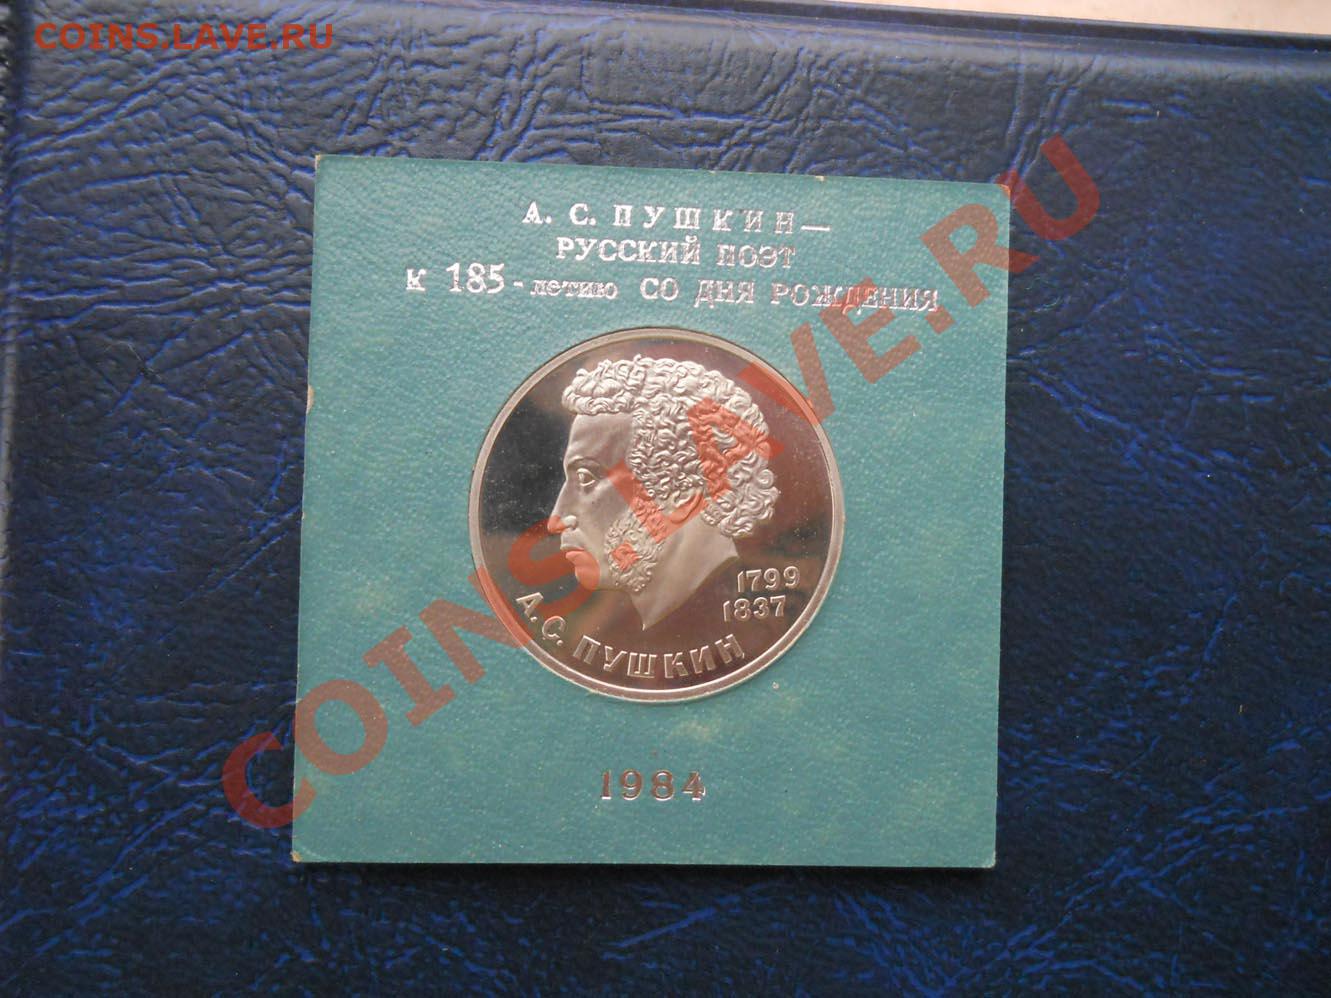 COINS.LAVE.RU
А. С. ПУШКИН—
РУССКИЙ ПОЭТ
к 185-летию СО ДНЯ РОЖДЕНИЯ
1799
1837
А.С. ПУШКИН
1984
COINS.LAVE.RU